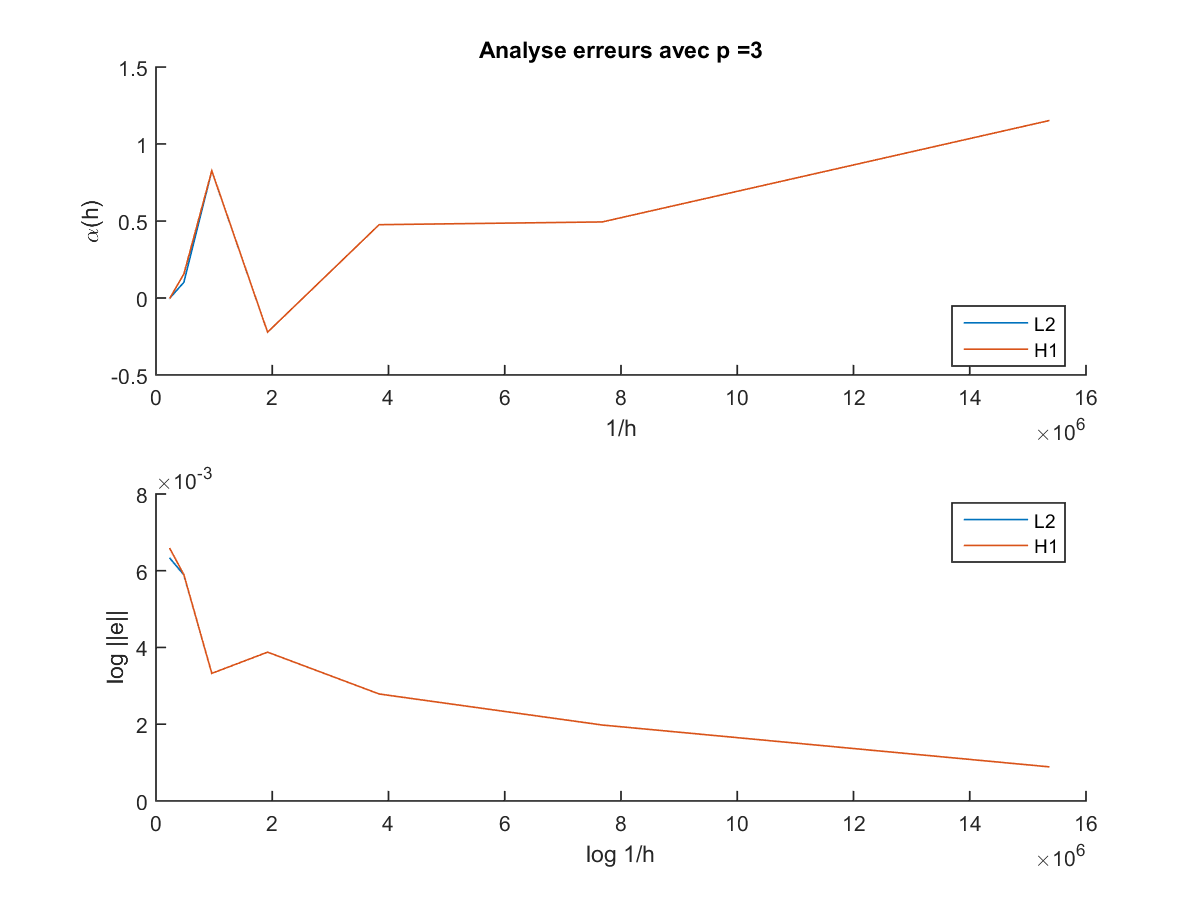 Analyse erreurs avec p =3
1.5
1
0.5
0
-0.5
α(h)
L2
H1
0 2 4 6 8 10 12 14 16
1/h
×10^6
×10^-3
8
6
4
2
0
log ||e||
L2
H1
0 2 4 6 8 10 12 14 16
log 1/h
×10^6